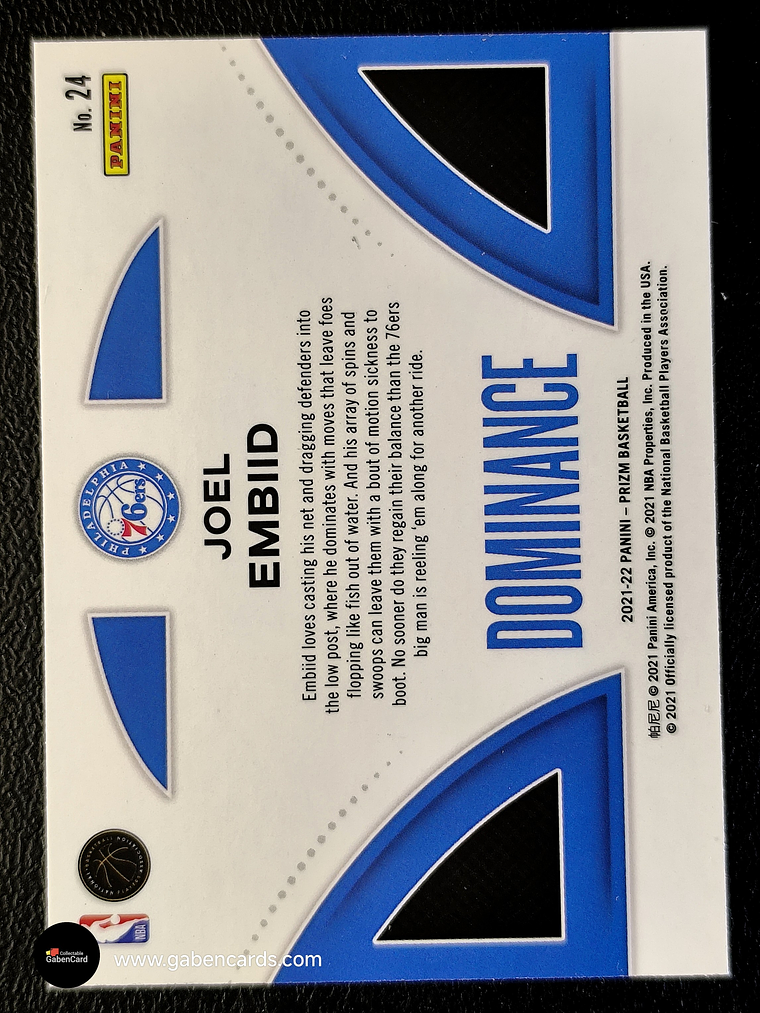 No. 24
PANINI
PHILADELPHIA
76ers
JOEL
EMBIID
Embiid loves casting his net and dragging defenders into
the low post, where he dominates with moves that leave foes
flopping like fish out of water. And his array of spins and
swoops can leave them with a bout of motion sickness to
boot. No sooner do they regain their balance than the 76ers
big man is reeling 'em along for another ride.
DOMINANCE
2021-22 PANINI – PRIZM BASKETBALL
帕尼尼 © 2021 Panini America, Inc. © 2021 NBA Properties, Inc. Produced in the USA.
© 2021 Officially licensed product of the National Basketball Players Association.
NBA
Collectable
GabenCard
www.gabencards.com